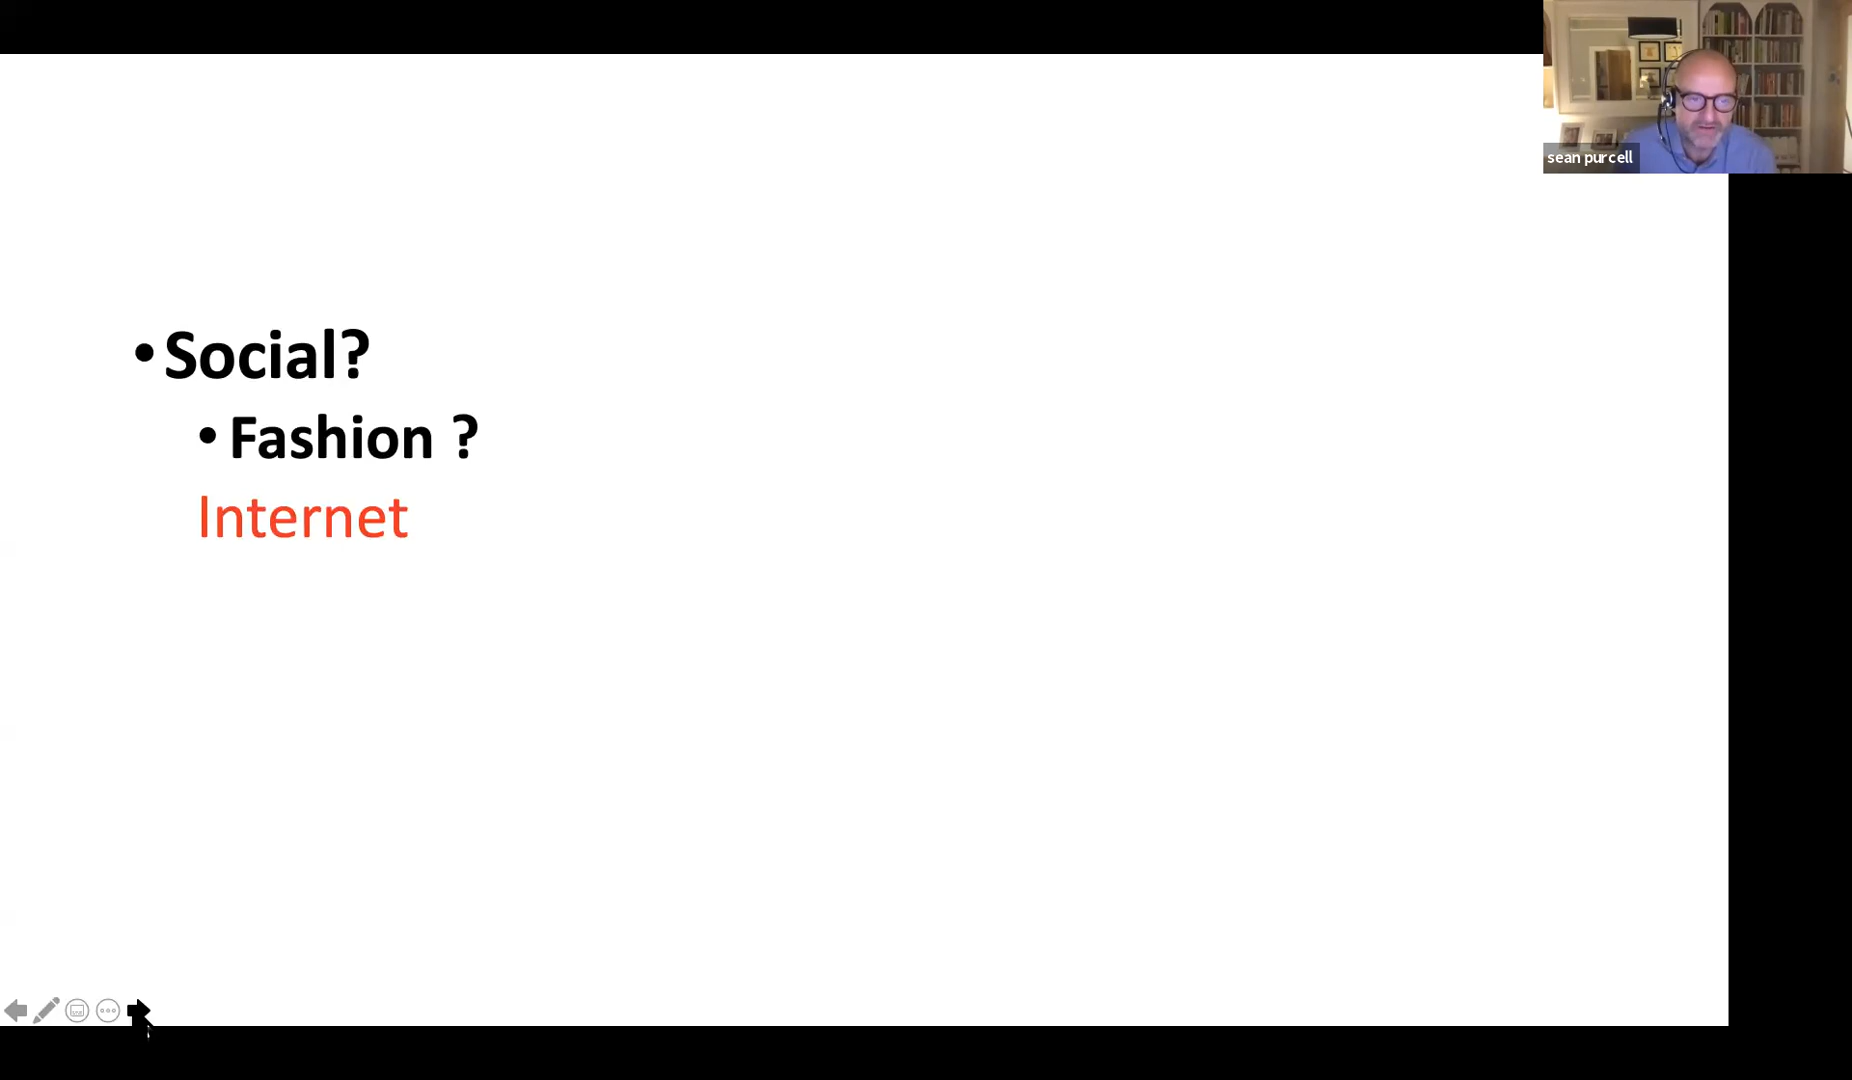 sean purcell
• Social?
• Fashion ?
Internet